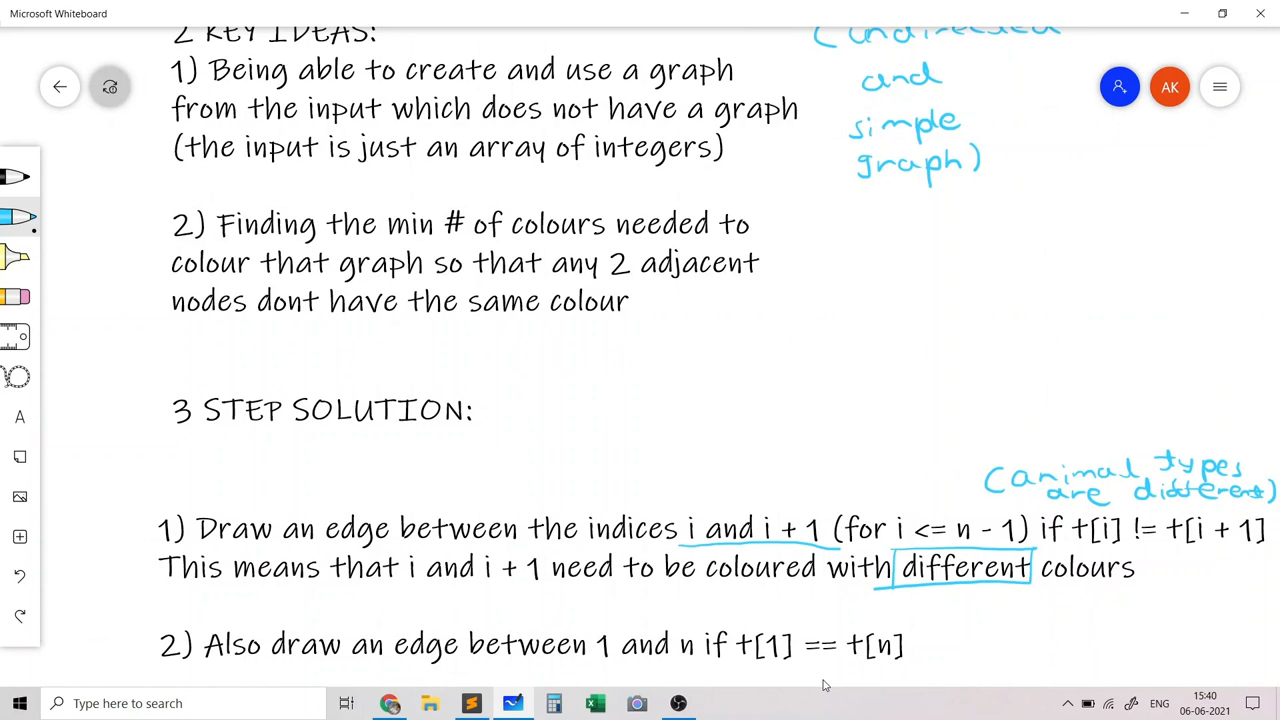 Microsoft Whiteboard
2 KEY IDEAS:
(undirected
and
simple
graph)
AK
1) Being able to create and use a graph
from the input which does not have a graph
(the input is just an array of integers)
2) Finding the min # of colours needed to
colour that graph so that any 2 adjacent
nodes dont have the same colour
3 STEP SOLUTION:
(animal types
are different)
1) Draw an edge between the indices i and i + 1 (for i <= n - 1) if t[i] != t[i + 1]
This means that i and i + 1 need to be coloured with different colours
2) Also draw an edge between 1 and n if t[1] == t[n]
A
Type here to search
ENG
15:40
06-06-2021